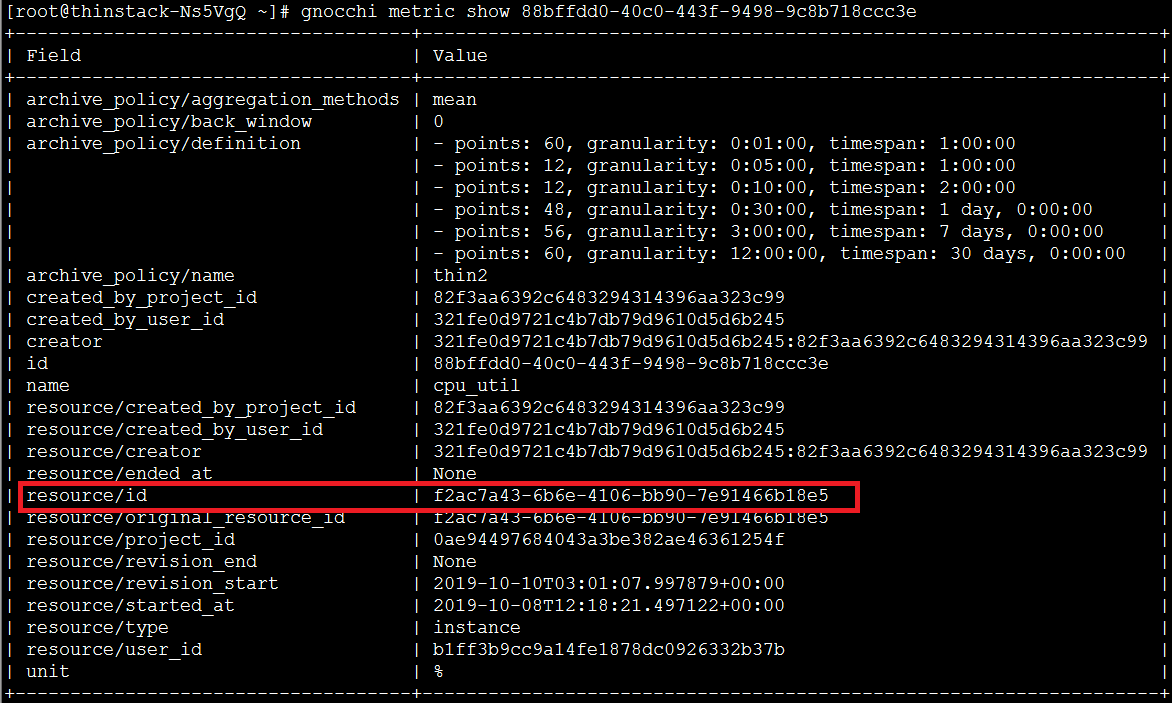 [root@thinstack-Ns5VgQ ~]# gnocchi metric show 88bffdd0-40c0-443f-9498-9c8b718ccc3e
+------------------------------------+-------------------------------------------------------------------+
| Field | Value |
+------------------------------------+-------------------------------------------------------------------+
| archive_policy/aggregation_methods | mean |
| archive_policy/back_window | 0 |
| archive_policy/definition | - points: 60, granularity: 0:01:00, timespan: 1:00:00 |
| | - points: 12, granularity: 0:05:00, timespan: 1:00:00 |
| | - points: 12, granularity: 0:10:00, timespan: 2:00:00 |
| | - points: 48, granularity: 0:30:00, timespan: 1 day, 0:00:00 |
| | - points: 56, granularity: 3:00:00, timespan: 7 days, 0:00:00 |
| | - points: 60, granularity: 12:00:00, timespan: 30 days, 0:00:00 |
| archive_policy/name | thin2 |
| created_by_project_id | 82f3aa6392c6483294314396aa323c99 |
| created_by_user_id | 321fe0d9721c4b7db79d9610d5d6b245 |
| creator | 321fe0d9721c4b7db79d9610d5d6b245:82f3aa6392c6483294314396aa323c99 |
| id | 88bffdd0-40c0-443f-9498-9c8b718ccc3e |
| name | cpu_util |
| resource/created_by_project_id | 82f3aa6392c6483294314396aa323c99 |
| resource/created_by_user_id | 321fe0d9721c4b7db79d9610d5d6b245 |
| resource/creator | 321fe0d9721c4b7db79d9610d5d6b245:82f3aa6392c6483294314396aa323c99 |
| resource/ended_at | None |
| resource/id | f2ac7a43-6b6e-4106-bb90-7e91466b18e5 |
| resource/original_resource_id | f2ac7a43-6b6e-4106-bb90-7e91466b18e5 |
| resource/project_id | 0ae94497684043a3be382ae46361254f |
| resource/revision_end | None |
| resource/revision_start | 2019-10-10T03:01:07.997879+00:00 |
| resource/started_at | 2019-10-08T12:18:21.497122+00:00 |
| resource/type | instance |
| resource/user_id | b1ff3b9cc9a14fe1878dc0926332b37b |
| unit | % |
+------------------------------------+-------------------------------------------------------------------+